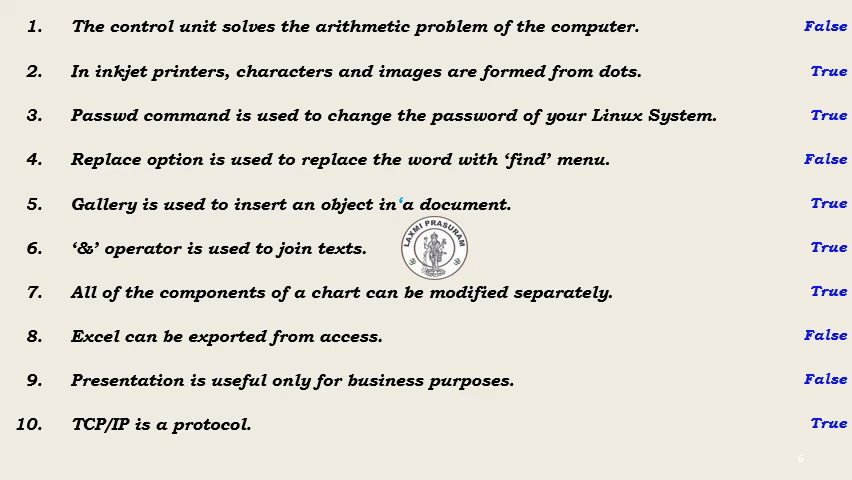 1. The control unit solves the arithmetic problem of the computer. False
2. In inkjet printers, characters and images are formed from dots. True
3. Passwd command is used to change the password of your Linux System. True
4. Replace option is used to replace the word with ‘find’ menu. False
5. Gallery is used to insert an object in‘a document. True
LAXMI PRASURAM
6. ‘&’ operator is used to join texts. True
7. All of the components of a chart can be modified separately. True
8. Excel can be exported from access. False
9. Presentation is useful only for business purposes. False
10. TCP/IP is a protocol. True
6